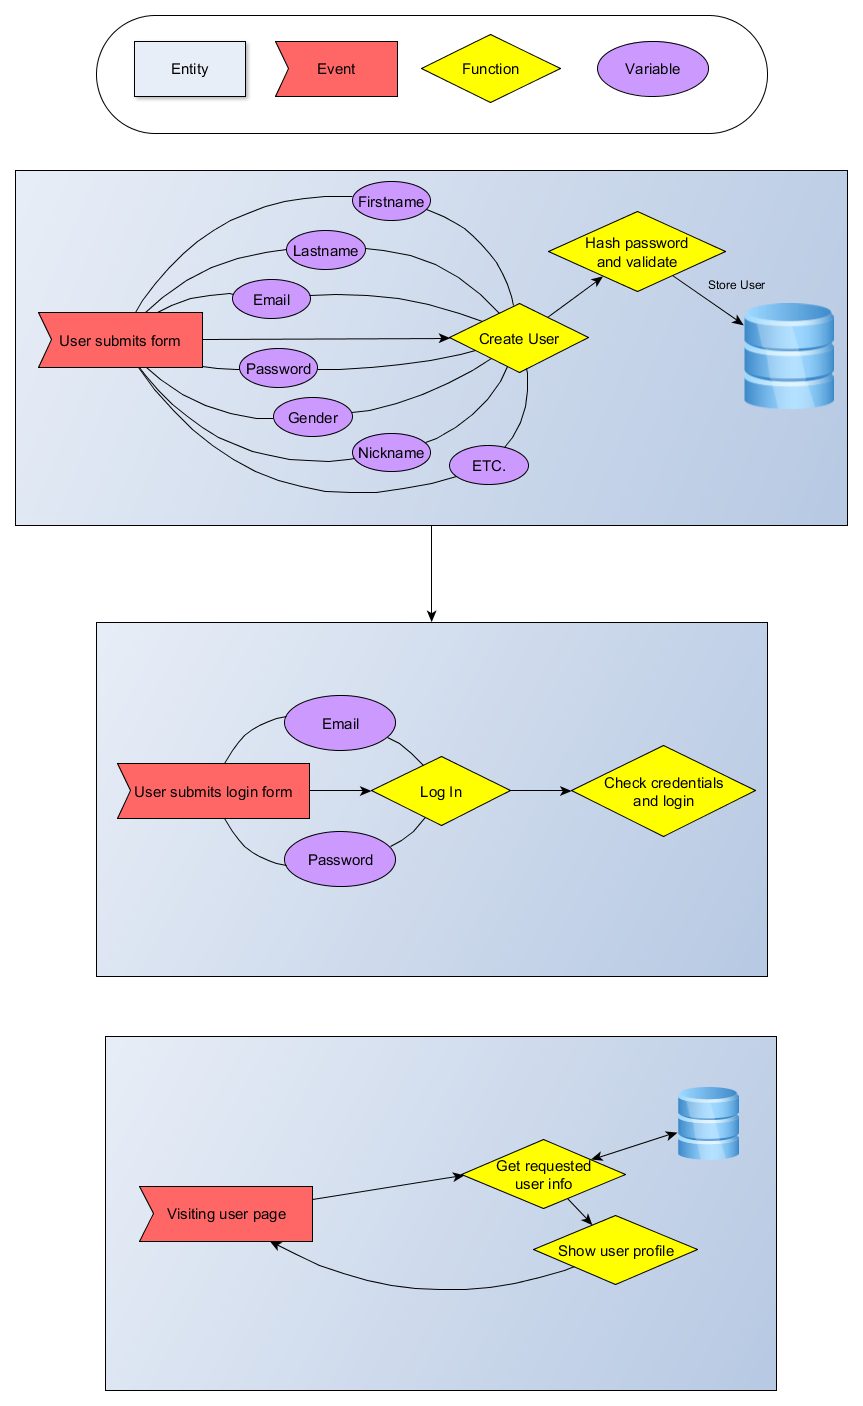 Entity
Event
Function
Variable
Firstname
Lastname
Email
User submits form
Password
Gender
Nickname
ETC.
Create User
Hash password
and validate
Store User
Email
User submits login form
Password
Log In
Check credentials
and login
Visiting user page
Get requested
user info
Show user profile